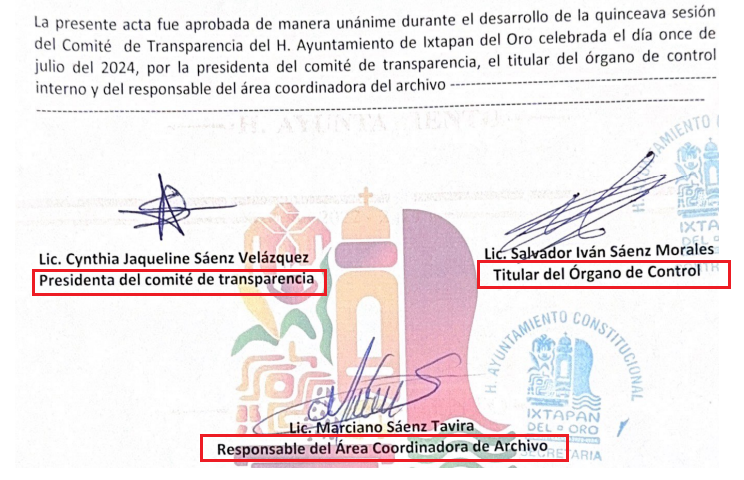 La presente acta fue aprobada de manera unánime durante el desarrollo de la quinceava sesión
del Comité de Transparencia del H. Ayuntamiento de Ixtapan del Oro celebrada el día once de
julio del 2024, por la presidenta del comité de transparencia, el titular del órgano de control
interno y del responsable del área coordinadora del archivo
Lic. Cynthia Jaqueline Sáenz Velázquez
Presidenta del comité de transparencia
H. AYUNTAMIENTO CONSTITUCIONAL
IXTAPAN
DEL ORO
SECRETARIA
Lic. Salvador Iván Sáenz Morales
Titular del Órgano de Control
Lic. Marciano Sáenz Tavira
Responsable del Área Coordinadora de Archivo